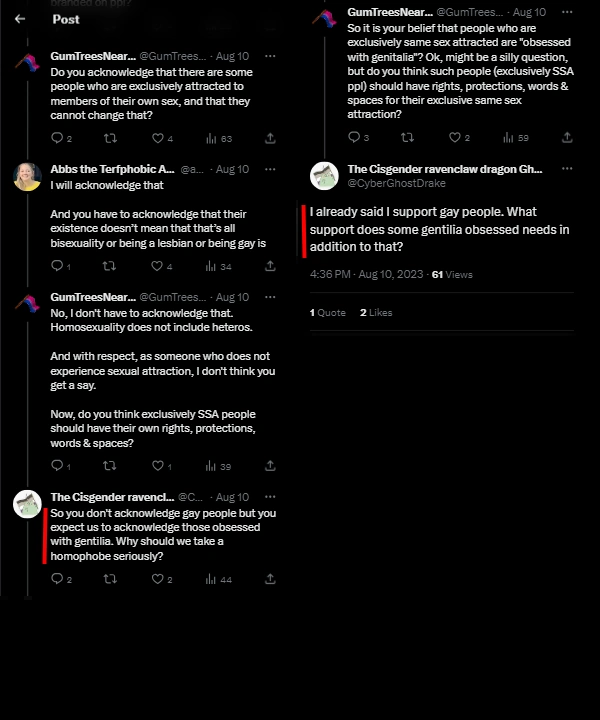 Post
GumTreesNear... @GumTrees... · Aug 10
Do you acknowledge that there are some
people who are exclusively attracted to
members of their own sex, and that they
cannot change that?
2 4 63
Abbs the Terfphobic A... @a... · Aug 10
I will acknowledge that
And you have to acknowledge that their
existence doesn't mean that that's all
bisexuality or being a lesbian or being gay is
1 4 34
GumTreesNear... @GumTrees... · Aug 10
No, I don't have to acknowledge that.
Homosexuality does not include heteros.
And with respect, as someone who does not
experience sexual attraction, I don't think you
get a say.
Now, do you think exclusively SSA people
should have their own rights, protections,
words & spaces?
1 1 39
The Cisgender ravencl... @C... · Aug 10
So you don't acknowledge gay people but you
expect us to acknowledge those obsessed
with gentilia. Why should we take a
homophobe seriously?
2 2 44
GumTreesNear... @GumTrees... · Aug 10
So it is your belief that people who are
exclusively same sex attracted are "obsessed
with genitalia"? Ok, might be a silly question,
but do you think such people (exclusively SSA
ppl) should have rights, protections, words &
spaces for their exclusive same sex
attraction?
3 2 59
The Cisgender ravenclaw dragon Gh...
@CyberGhostDrake
I already said I support gay people. What
support does some gentilia obsessed needs in
addition to that?
4:36 PM · Aug 10, 2023 · 61 Views
1 Quote 2 Likes